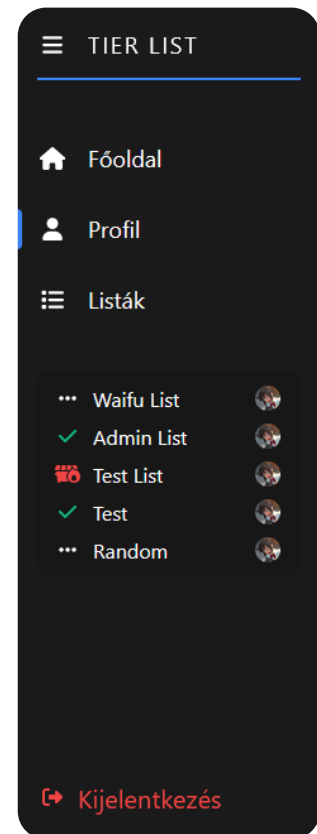 TIER LIST
Főoldal
Profil
Listák
Waifu List
Admin List
Test List
Test
Random
Kijelentkezés